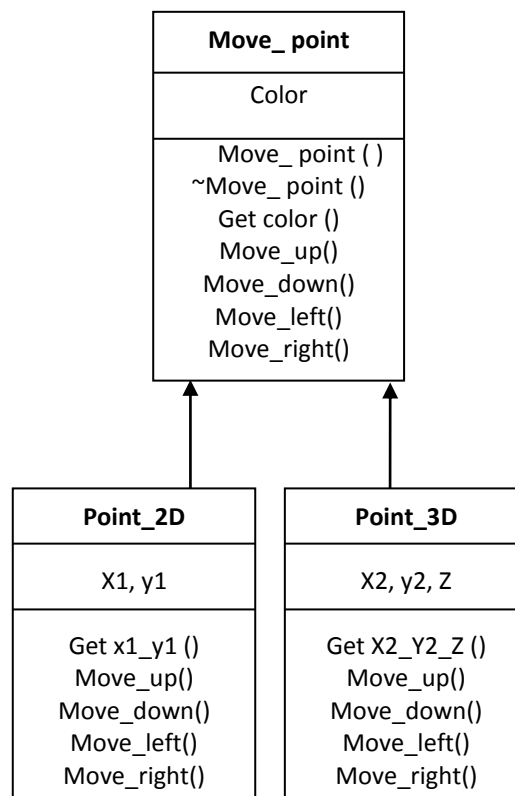 Move_ point
Color
Move_ point ( )
~Move_ point ()
Get color ()
Move_up()
Move_down()
Move_left()
Move_right()
Point_2D
X1, y1
Get x1_y1 ()
Move_up()
Move_down()
Move_left()
Move_right()
Point_3D
X2, y2, Z
Get X2_Y2_Z ()
Move_up()
Move_down()
Move_left()
Move_right()